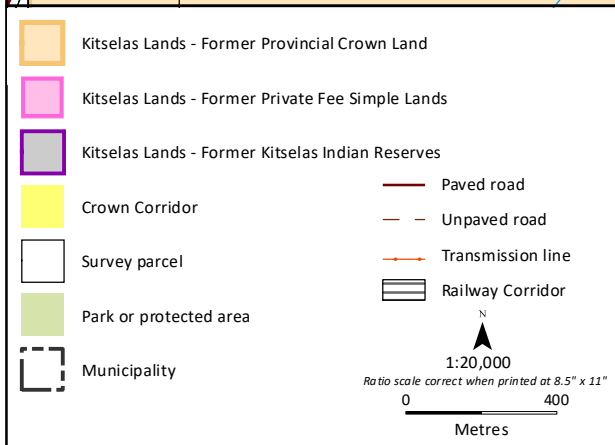 Kitselas Lands - Former Provincial Crown Land
Kitselas Lands - Former Private Fee Simple Lands
Kitselas Lands - Former Kitselas Indian Reserves
Crown Corridor
Survey parcel
Park or protected area
Municipality
Paved road
Unpaved road
Transmission line
Railway Corridor
N
1:20,000
Ratio scale correct when printed at 8.5" x 11"
0 400
Metres